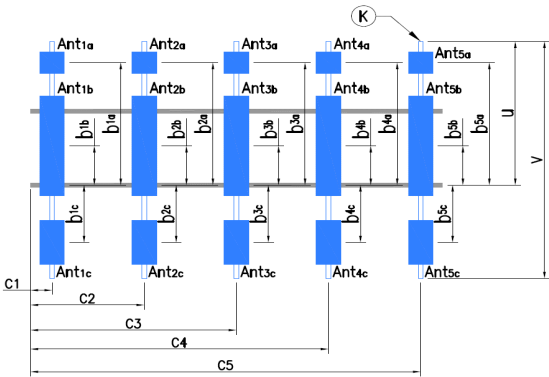 K
Ant1a Ant2a Ant3a Ant4a Ant5a
Ant1b Ant2b Ant3b Ant4b Ant5b
b1b b1a b2b b2a b3b b3a b4b b4a b5b b5a u v
b1c b2c b3c b4c b5c
Ant1c Ant2c Ant3c Ant4c Ant5c
C1
C2
C3
C4
C5